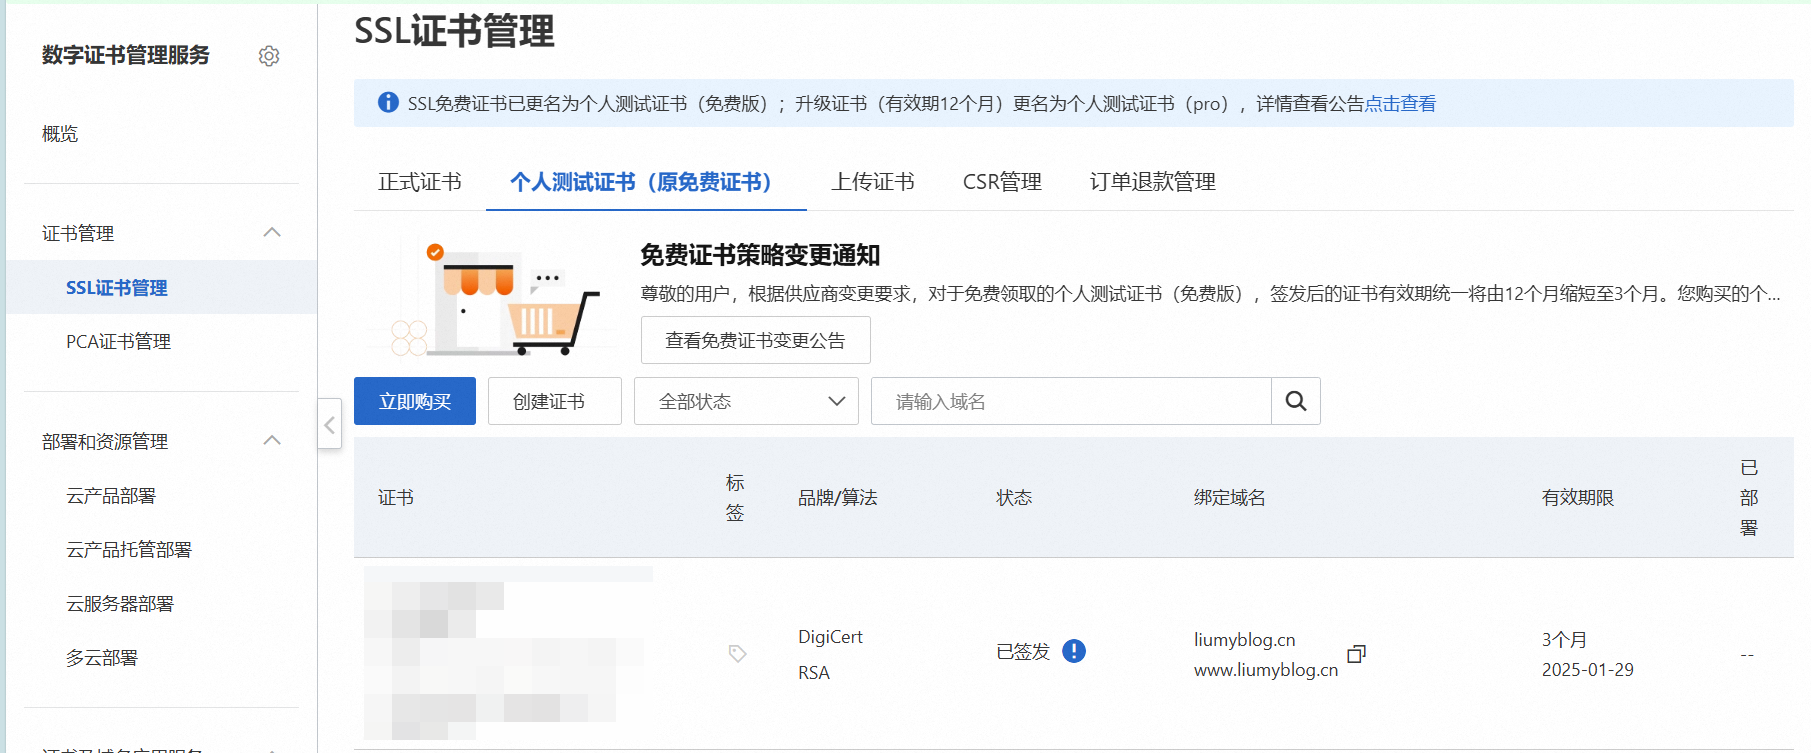 SSL证书管理
数字证书管理服务
概览
证书管理
SSL证书管理
PCA证书管理
部署和资源管理
云产品部署
云产品托管部署
云服务器部署
多云部署
SSL免费证书已更名为个人测试证书（免费版）；升级证书（有效期12个月）更名为个人测试证书（pro），详情查看公告点击查看
正式证书 个人测试证书（原免费证书） 上传证书 CSR管理 订单退款管理
免费证书策略变更通知
尊敬的用户，根据供应商变更要求，对于免费领取的个人测试证书（免费版），签发后的证书有效期统一将由12个月缩短至3个月。您购买的个...
查看免费证书变更公告
立即购买 创建证书 全部状态 请输入域名
证书 标签 品牌/算法 状态 绑定域名 有效期限 已部署
DigiCert
RSA
已签发
liumyblog.cn
www.liumyblog.cn
3个月
2025-01-29
--